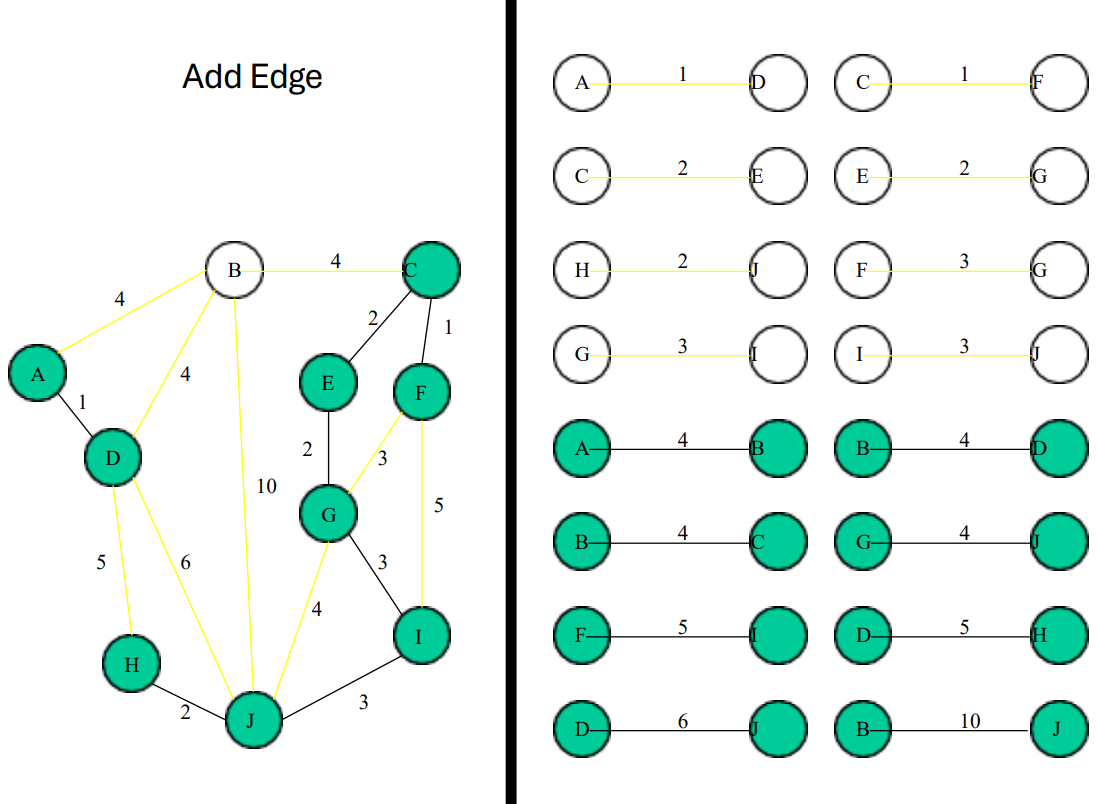 Add Edge
B
4
C
4
2
1
A
4
E
F
1
D
2
3
10
5
G
5
6
3
4
I
H
2
3
J
A 1 D
C 1 F
C 2 E
E 2 G
H 2 J
F 3 G
G 3 I
I 3 J
A 4 B
B 4 D
B 4 C
G 4 J
F 5 I
D 5 H
D 6 J
B 10 J